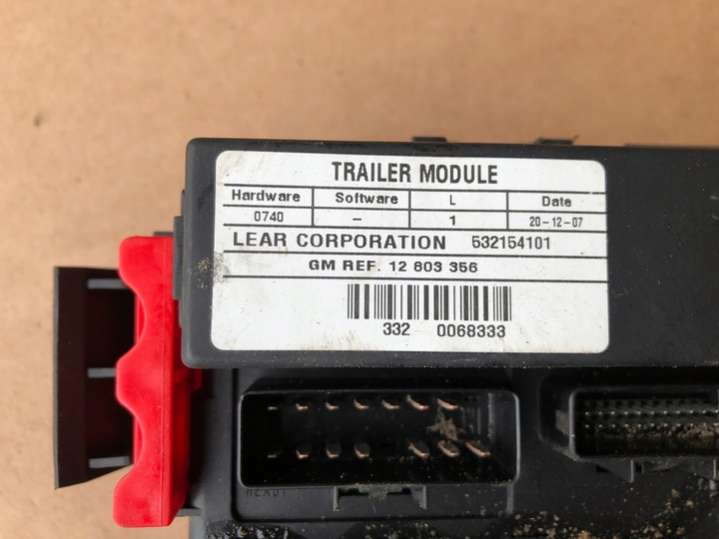 TRAILER MODULE
Hardware Software L Date
0740 – 1 20-12-07
LEAR CORPORATION 532154101
GM REF. 12 803 356
332 0068333